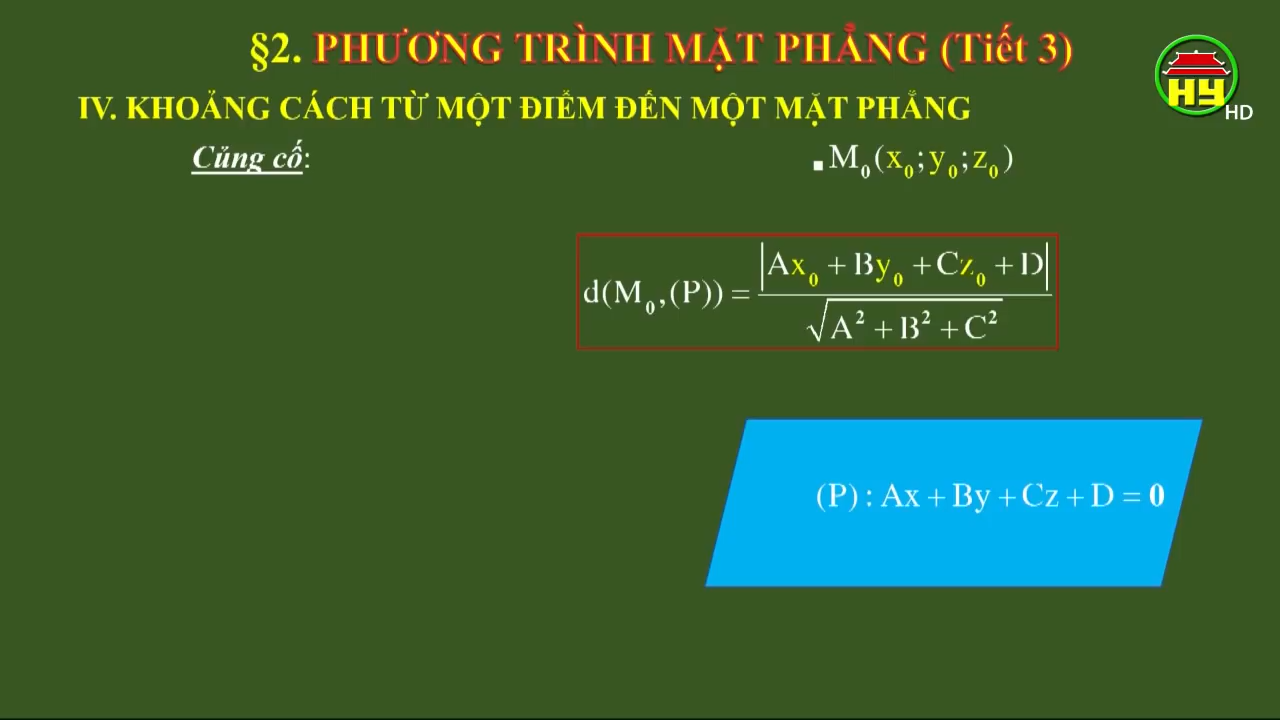 §2. PHƯƠNG TRÌNH MẶT PHẲNG (Tiết 3)
HY HD
IV. KHOẢNG CÁCH TỪ MỘT ĐIỂM ĐẾN MỘT MẶT PHẲNG
Củng cố:
M₀(x₀;y₀;z₀)
d(M₀,(P)) = |Ax₀ + By₀ + Cz₀ + D| / √(A² + B² + C²)
(P) : Ax + By + Cz + D = 0